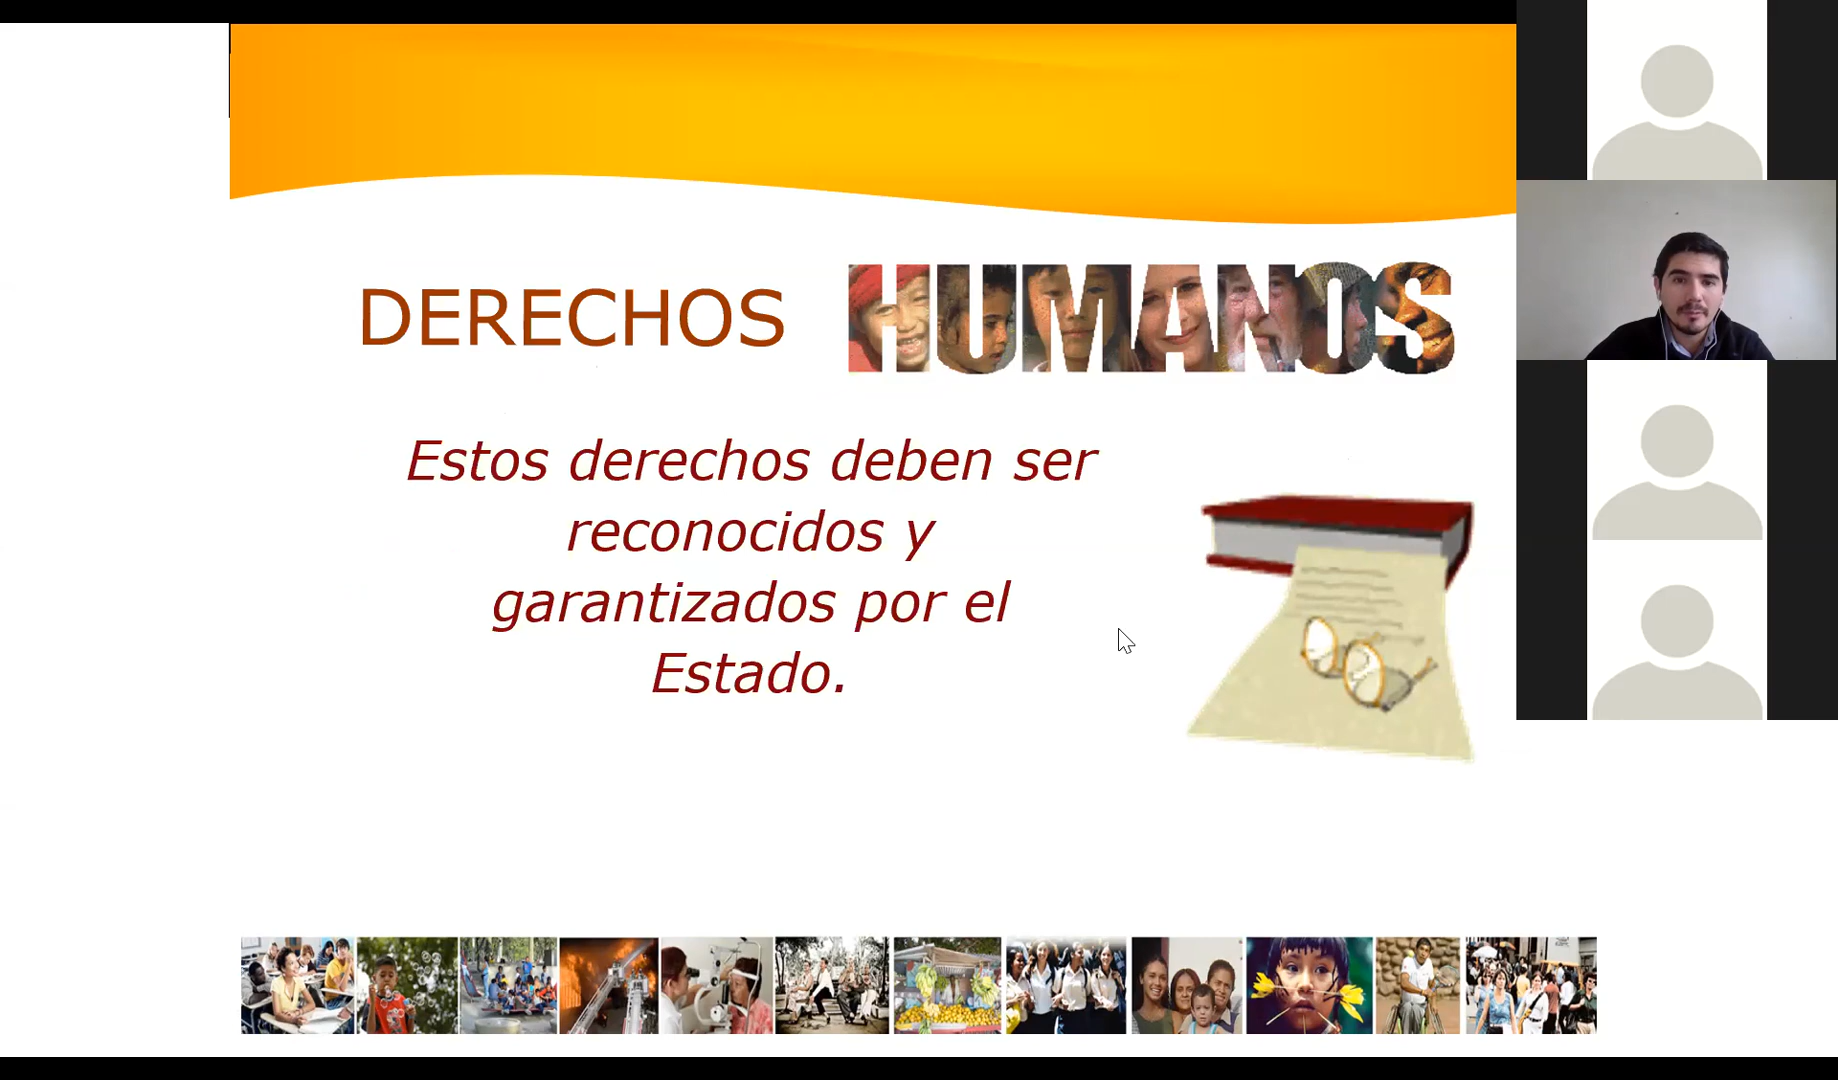 DERECHOS HUMANOS
Estos derechos deben ser
reconocidos y
garantizados por el
Estado.